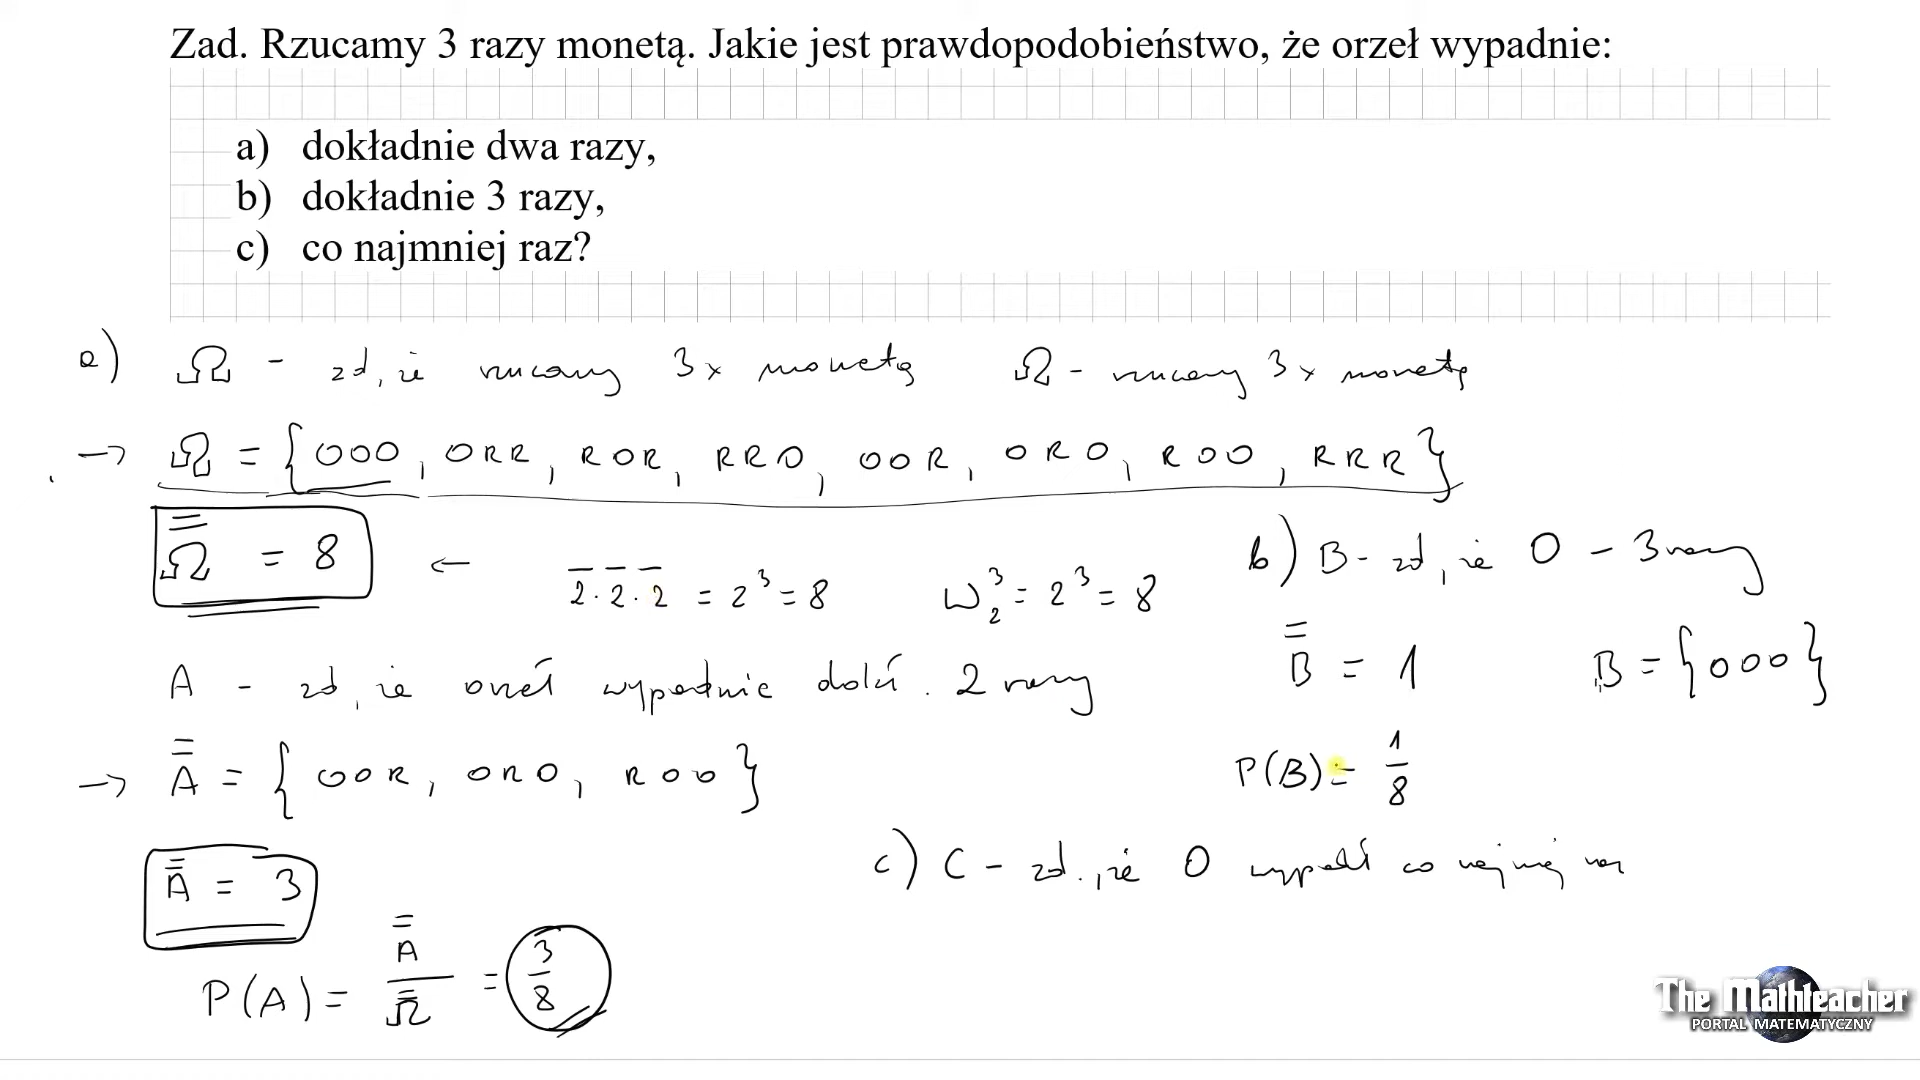 Zad. Rzucamy 3 razy monetą. Jakie jest prawdopodobieństwo, że orzeł wypadnie:
a) dokładnie dwa razy,
b) dokładnie 3 razy,
c) co najmniej raz?
a) Ω - zd, że rzucamy 3x monetą Ω - rzucamy 3x monetą
→ Ω = {OOO, ORR, ROR, RRO, OOR, ORO, ROO, RRR}
Ω̿ = 8 ← 2·2·2 = 2³ = 8 W₂³ = 2³ = 8
A - zd, że orzeł wypadnie dokł. 2 razy
→ A̿ = {OOR, ORO, ROO}
A̿ = 3
P(A) = A̿/Ω̿ = 3/8
b) B - zd, że O - 3 razy
B̿ = 1 B = {OOO}
P(B) = 1/8
c) C - zd., że O wypadł co najmniej raz
The Mathteacher
PORTAL MATEMATYCZNY